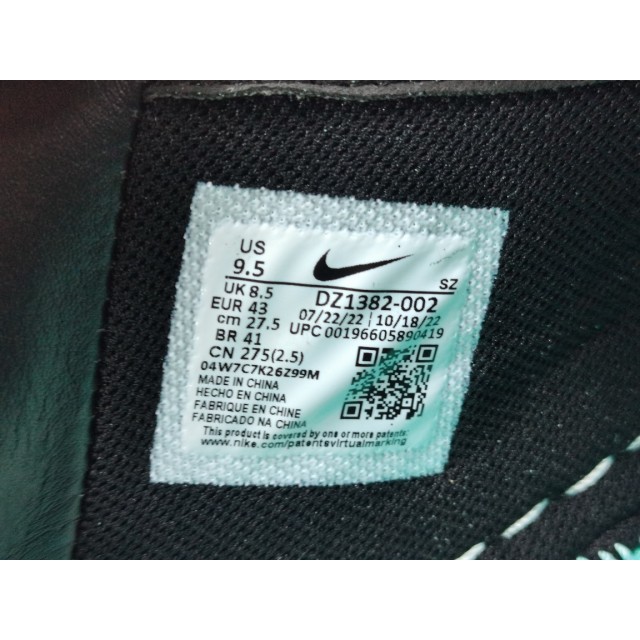 US
9.5
SZ
UK 8.5
DZ1382-002
EUR 43
07/22/22 | 10/18/22
cm 27.5
UPC 00196605890419
BR 41
CN 275(2.5)
04W7C7K26Z99M
MADE IN CHINA
HECHO EN CHINA
FABRIQUE EN CHINE
FABRICADO NA CHINA
This product is covered by one or more patents.
www.nike.com/patentsvirtualmarking